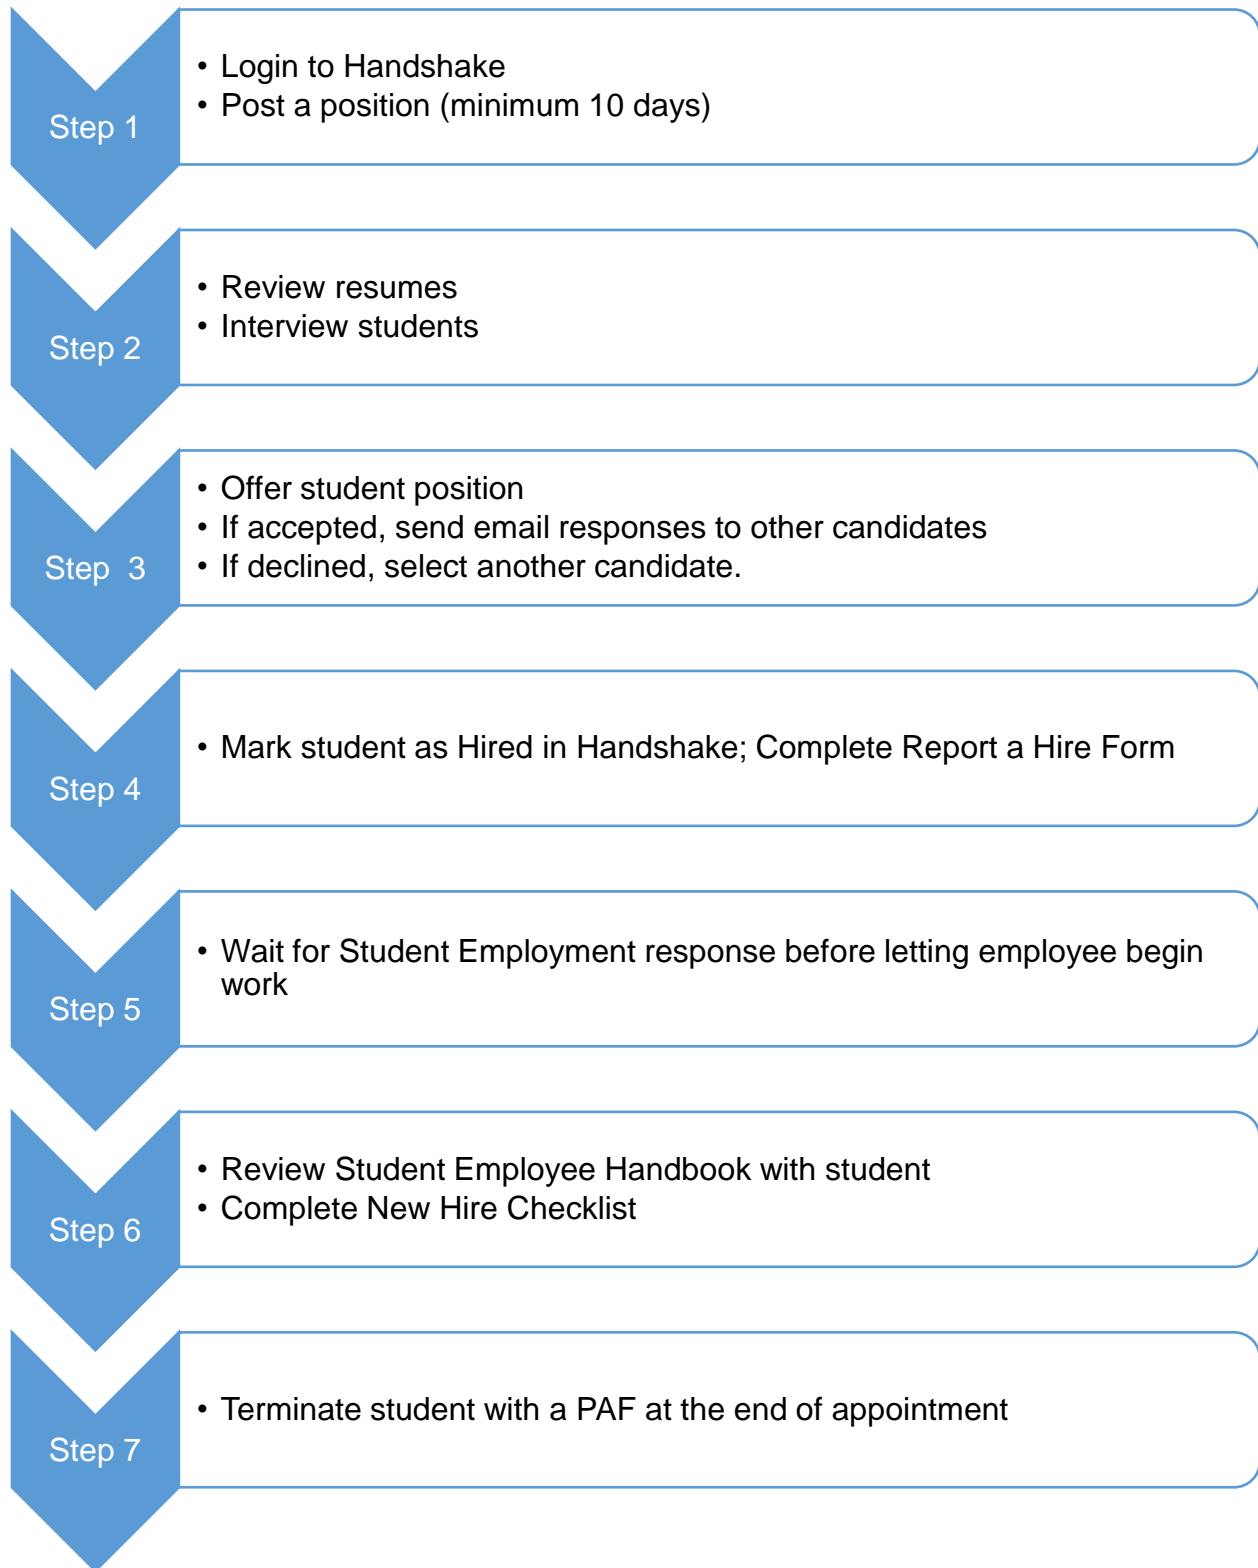 Step 1
• Login to Handshake
• Post a position (minimum 10 days)
Step 2
• Review resumes
• Interview students
Step 3
• Offer student position
• If accepted, send email responses to other candidates
• If declined, select another candidate.
Step 4
• Mark student as Hired in Handshake; Complete Report a Hire Form
Step 5
• Wait for Student Employment response before letting employee begin
work
Step 6
• Review Student Employee Handbook with student
• Complete New Hire Checklist
Step 7
• Terminate student with a PAF at the end of appointment